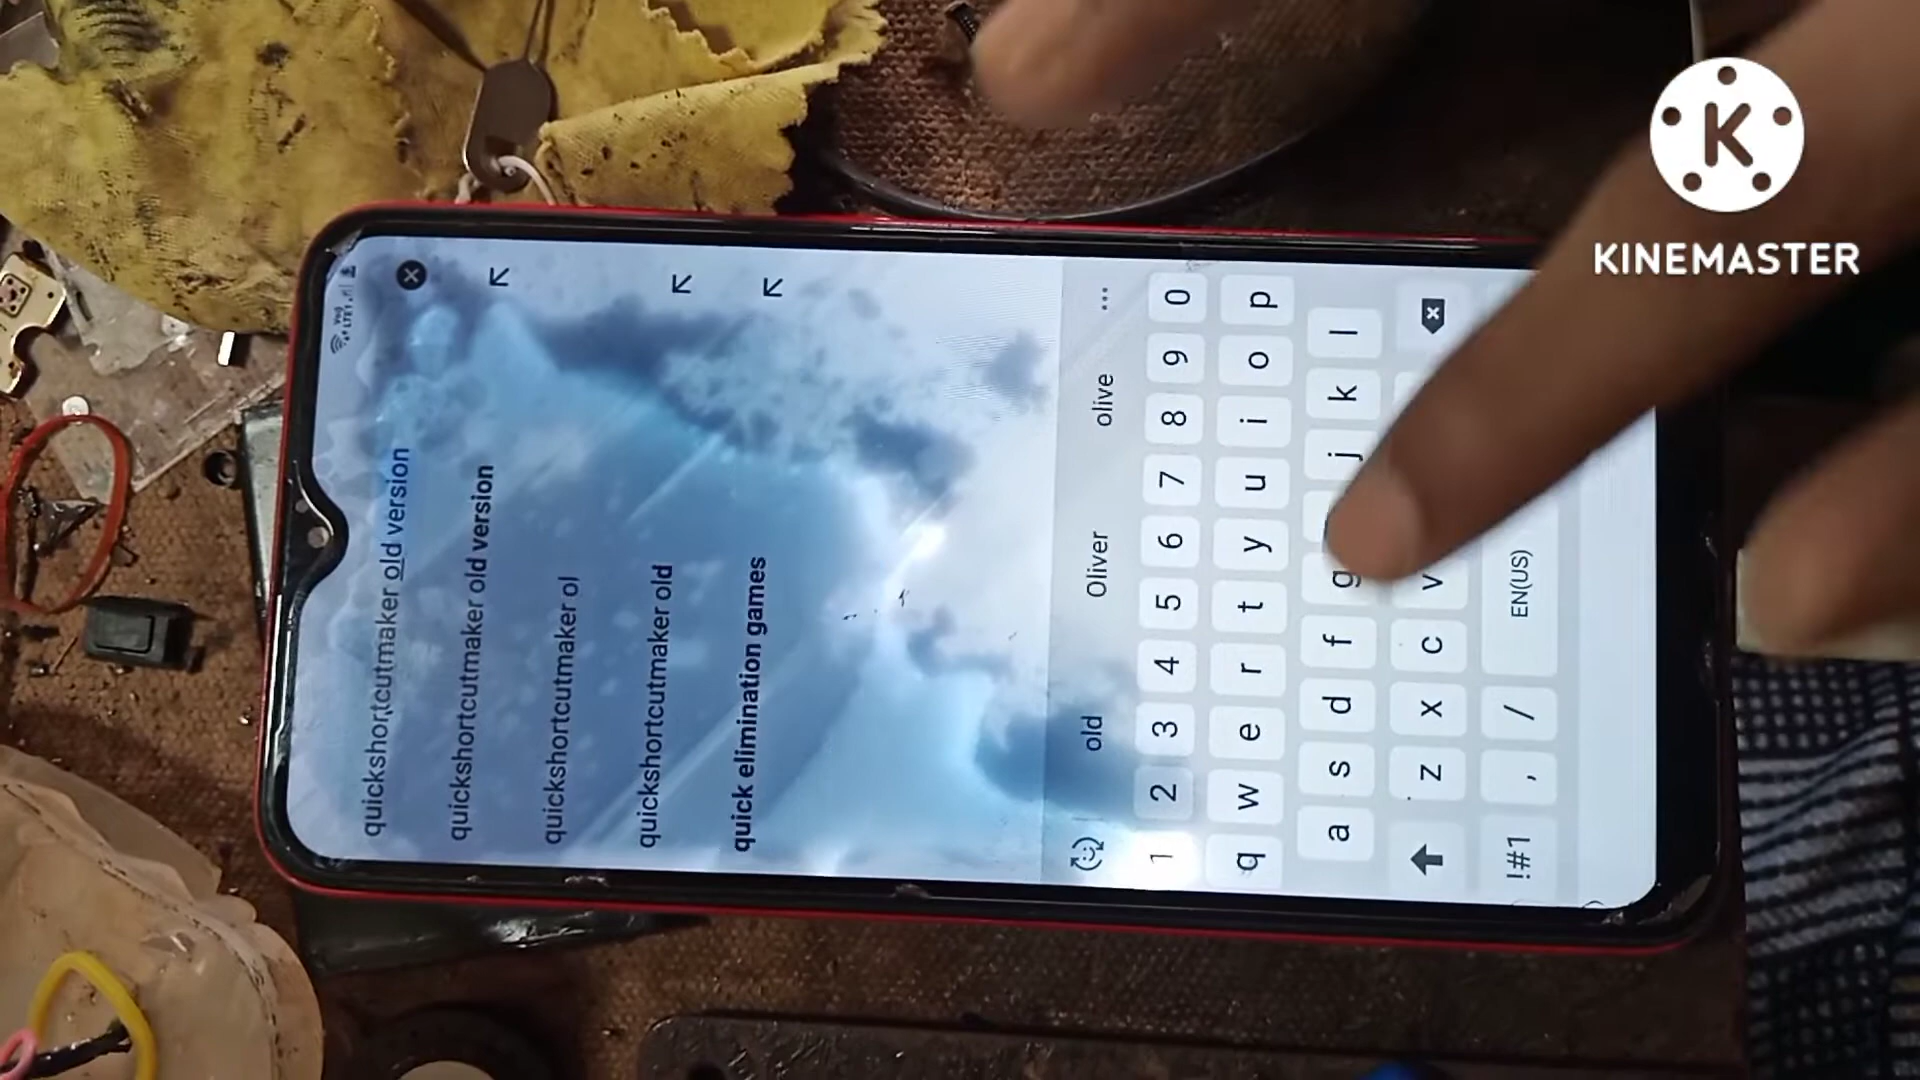 quickshortcutmaker old version
quickshortcutmaker old version
quickshortcutmaker ol
quickshortcutmaker old
quick elimination games
old Oliver olive ...
1 2 3 4 5 6 7 8 9 0
q w e r t y u i o p
a s d f g j k l
z x c v
!#1 , / EN(US)
K
KINEMASTER